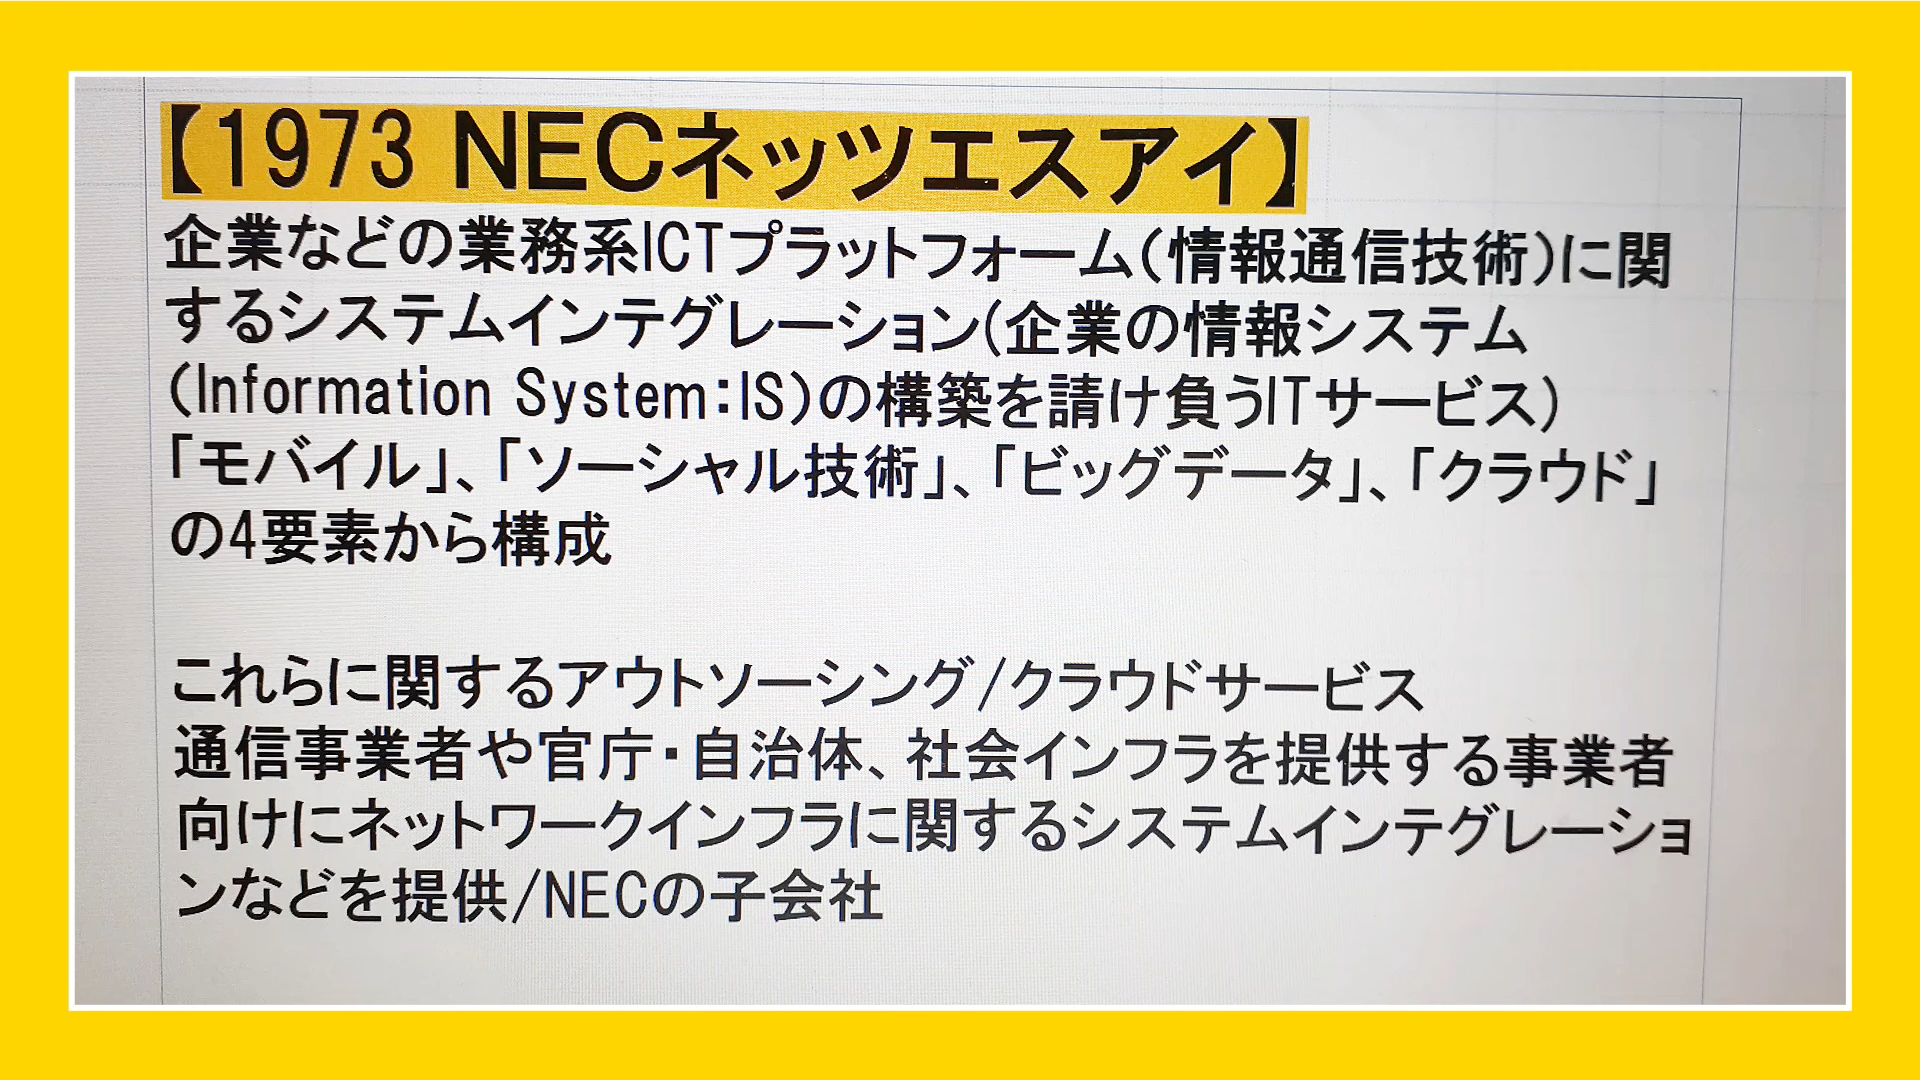 【1973 NECネッツエスアイ】
企業などの業務系ICTプラットフォーム(情報通信技術)に関
するシステムインテグレーション(企業の情報システム
(Information System:IS)の構築を請け負うITサービス)
「モバイル」、「ソーシャル技術」、「ビッグデータ」、「クラウド」
の4要素から構成
これらに関するアウトソーシング/クラウドサービス
通信事業者や官庁・自治体、社会インフラを提供する事業者
向けにネットワークインフラに関するシステムインテグレーショ
ンなどを提供/NECの子会社